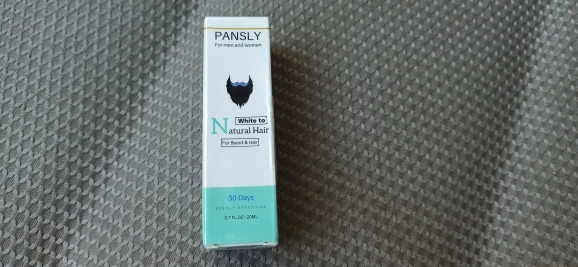 PANSLY
For men and women
White to
Natural Hair
For Beard & Hair
30 Days
0.7 FL.OZ / 20ML